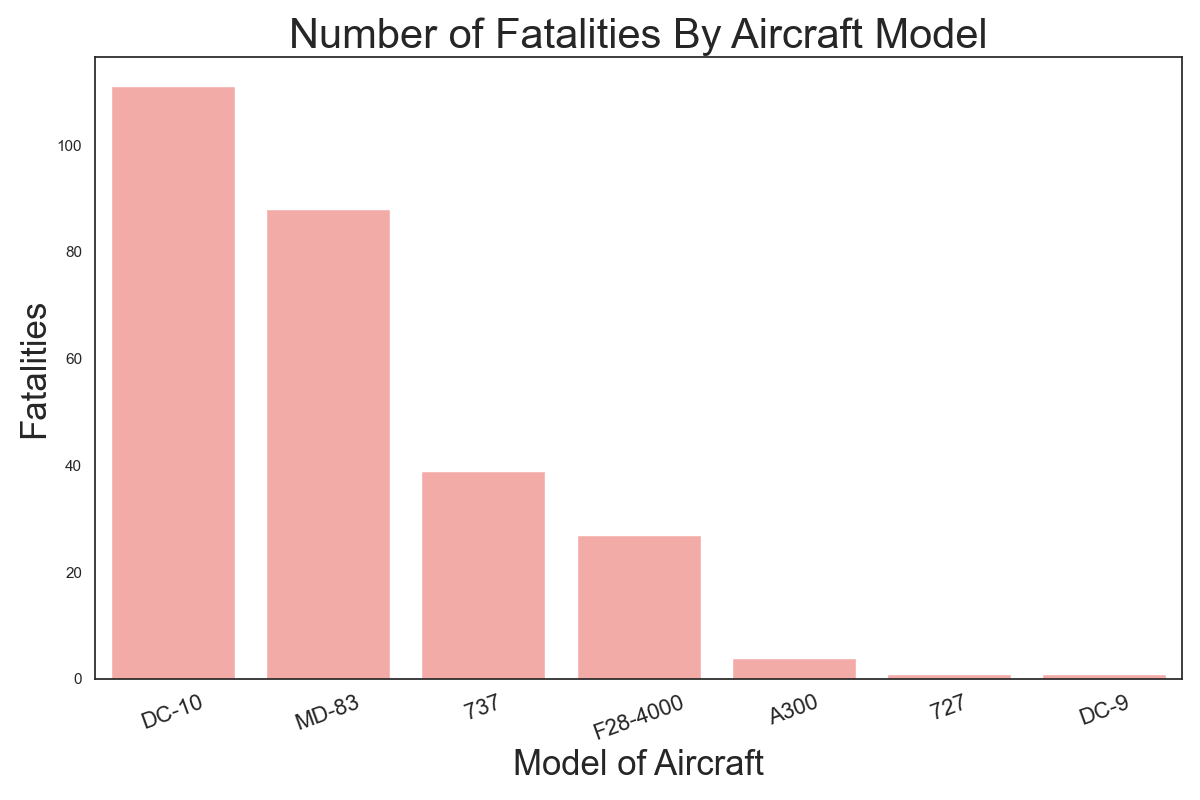 Number of Fatalities By Aircraft Model
Fatalities
100
80
60
40
20
0
DC-10
MD-83
737
F28-4000
A300
727
DC-9
Model of Aircraft